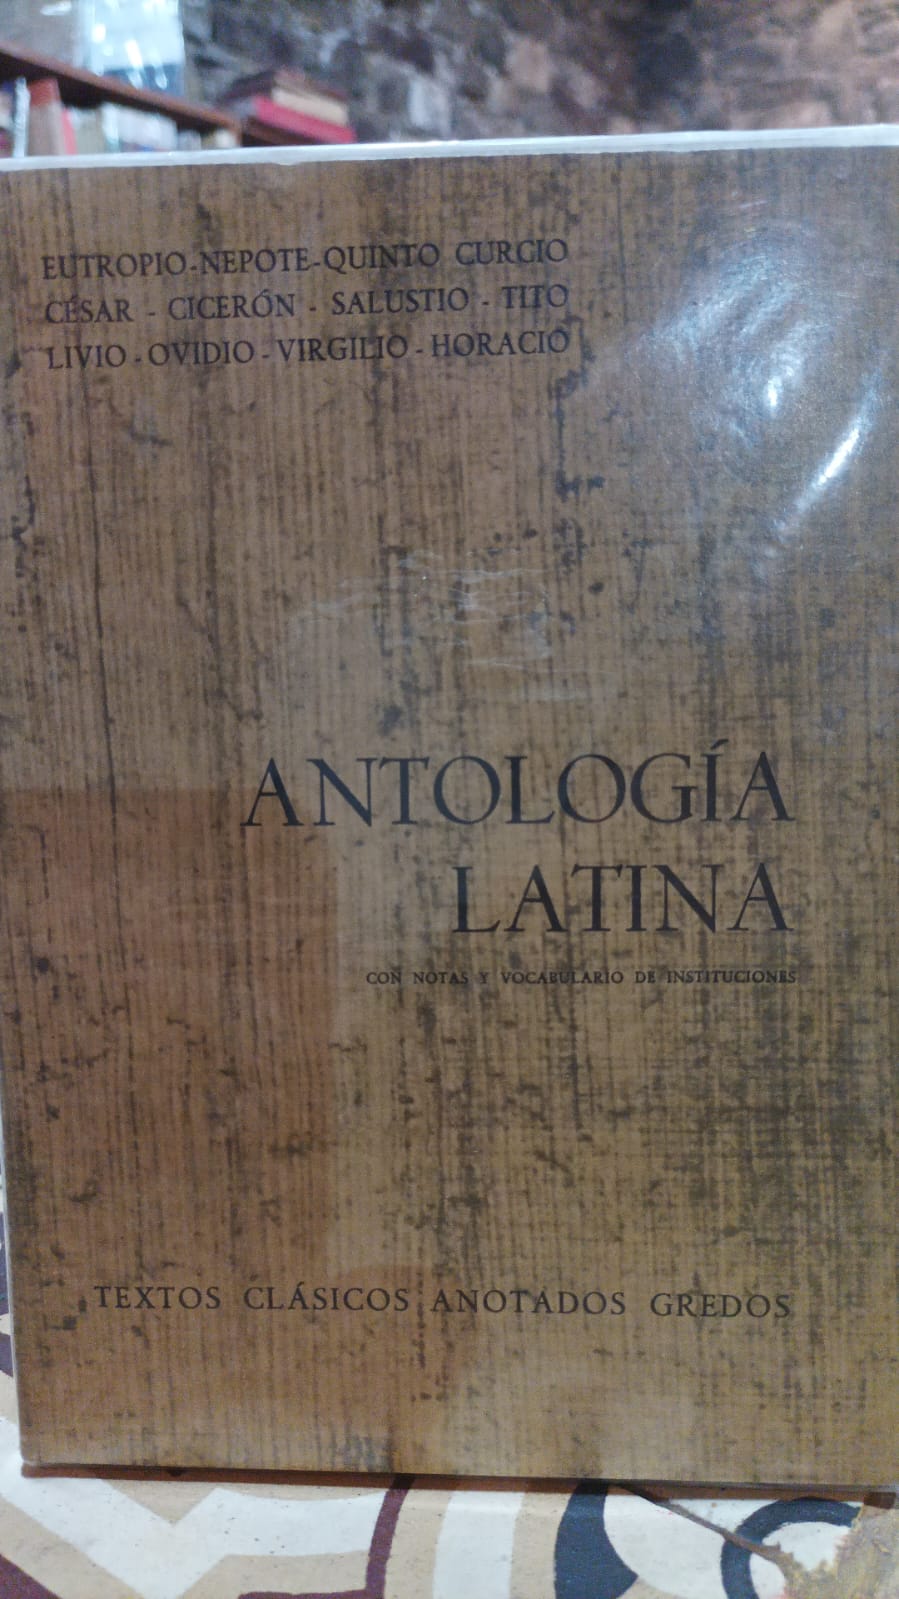 EUTROPIO-NEPOTE-QUINTO CURCIO
CÉSAR - CICERÓN - SALUSTIO - TITO
LIVIO - OVIDIO - VIRGILIO - HORACIO
ANTOLOGÍA
LATINA
CON NOTAS Y VOCABULARIO DE INSTITUCIONES
TEXTOS CLÁSICOS ANOTADOS GREDOS